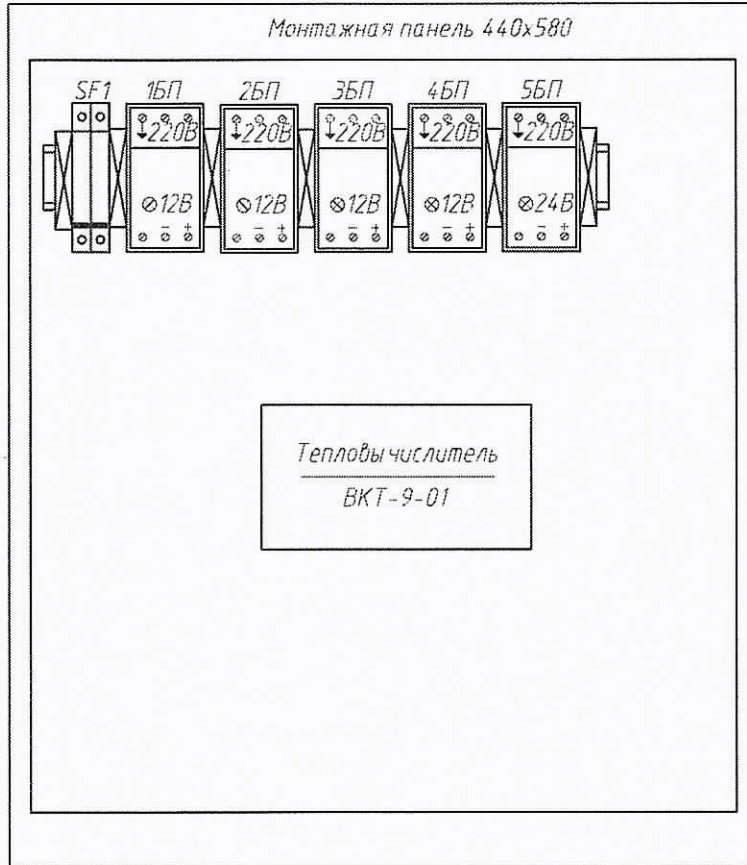 Монтажная панель 440х580
SF1 1БП 2БП 3БП 4БП 5БП
220В 220В 220В 220В 220В
12В 12В 12В 12В 24В
- + - + - + - + - +
Тепловычислитель
ВКТ-9-01